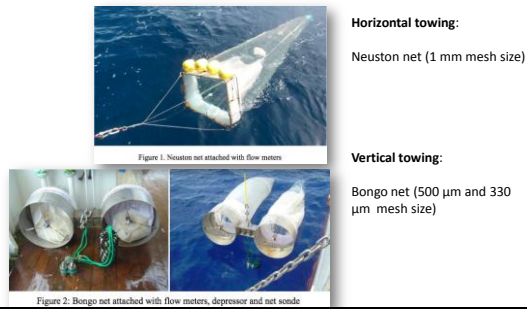 Horizontal towing:
Neuston net (1 mm mesh size)
Figure 1. Neuston net attached with flow meters
Vertical towing:
Bongo net (500 µm and 330
µm mesh size)
Figure 2: Bongo net attached with flow meters, depressor and net sonde